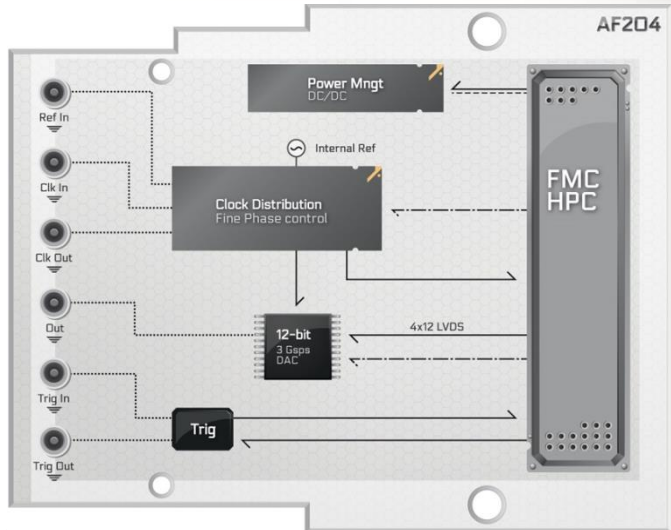 AF204
Power Mngt
DC/DC
Ref In
Internal Ref
Clk In
FMC
HPC
Clock Distribution
Fine Phase control
Clk Out
Out
4x12 LVDS
12-bit
3 Gsps
DAC
Trig In
Trig
Trig Out